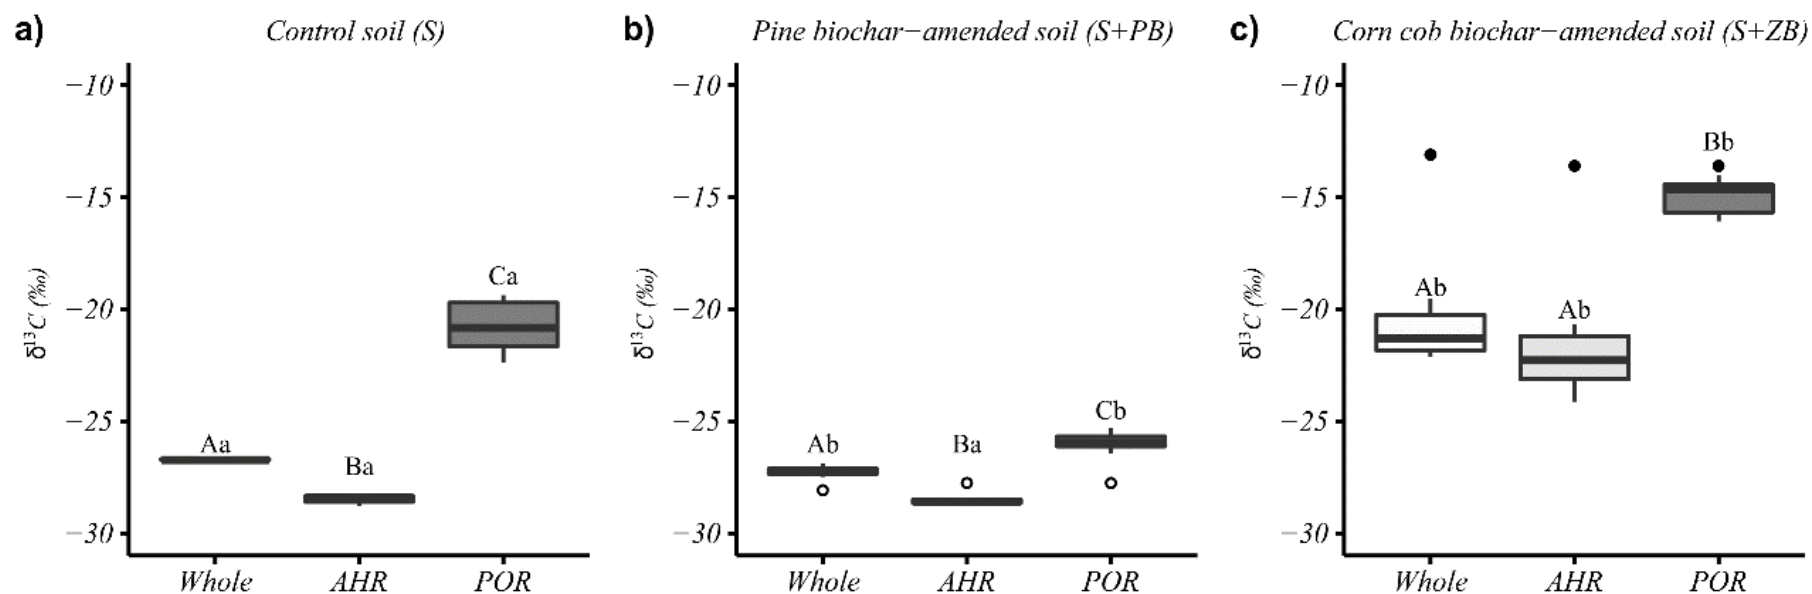 a) Control soil (S)
−10
−15
−20
−25
−30
δ¹³C (‰)
Aa
Ba
Ca
Whole AHR POR
b) Pine biochar−amended soil (S+PB)
−10
−15
−20
−25
−30
δ¹³C (‰)
Ab
Ba
Cb
Whole AHR POR
c) Corn cob biochar−amended soil (S+ZB)
−10
−15
−20
−25
−30
δ¹³C (‰)
Ab
Ab
Bb
Whole AHR POR